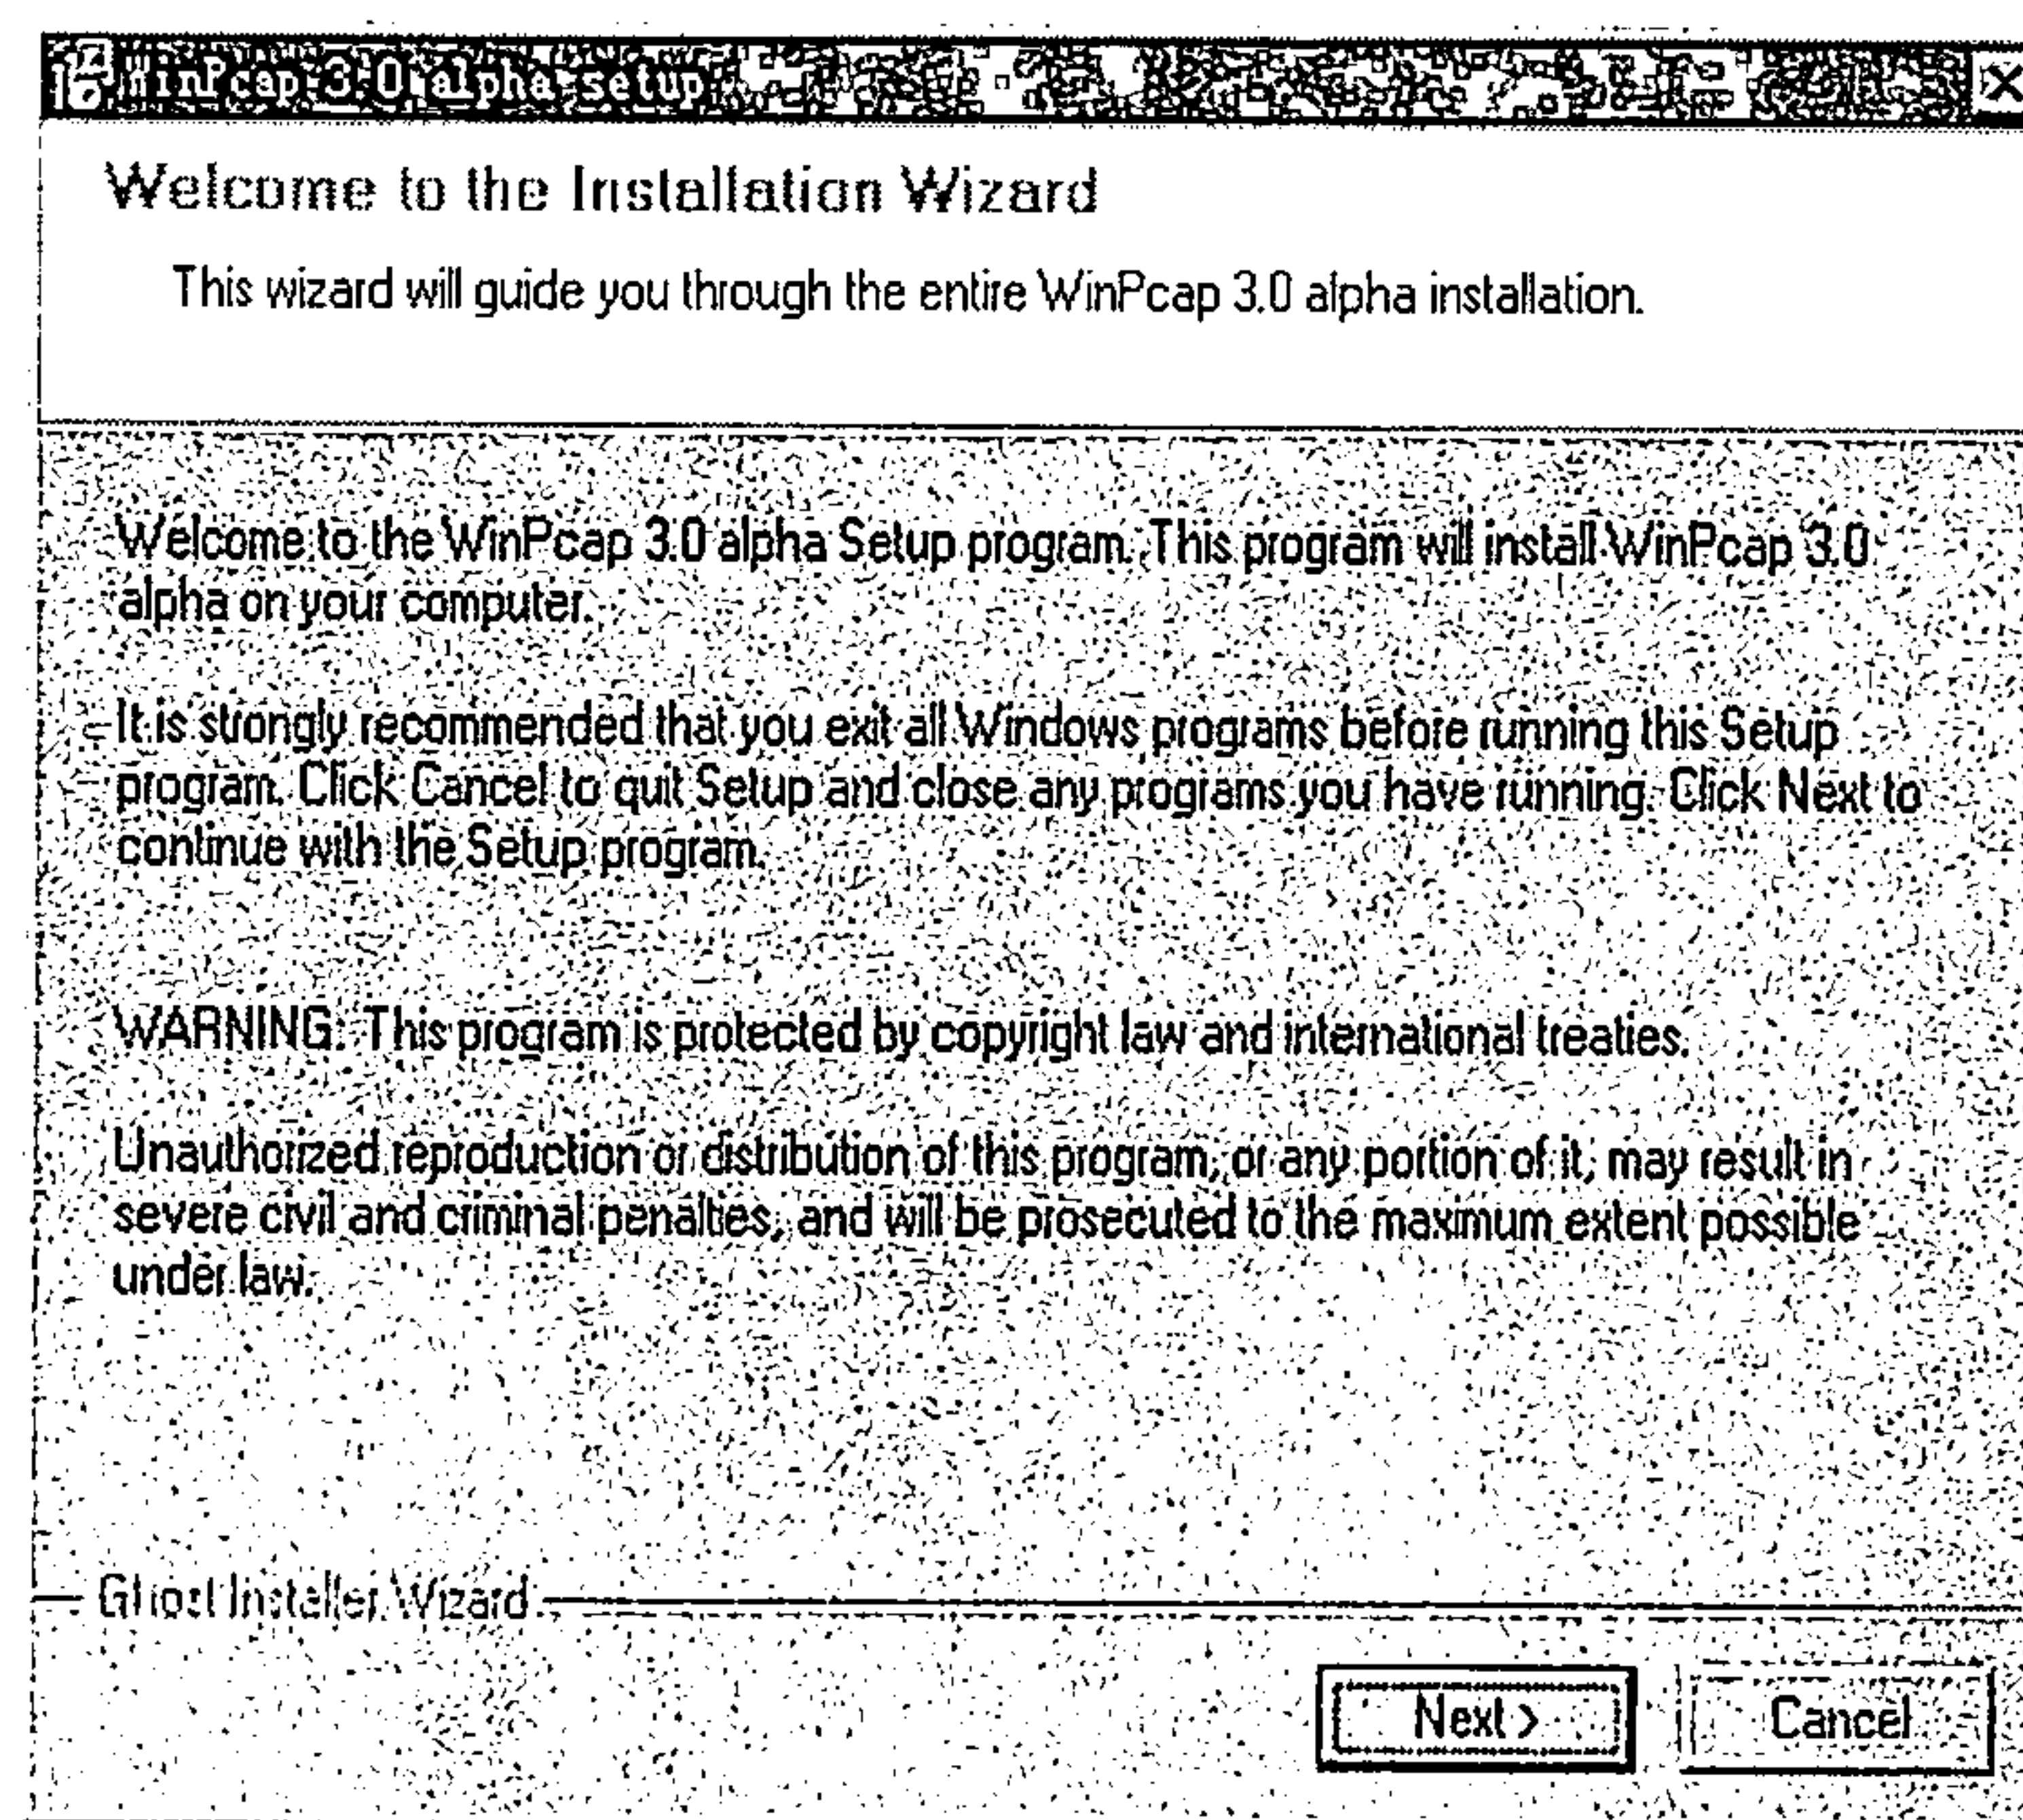 WinPcap 3.0 alpha setup
Welcome to the Installation Wizard
This wizard will guide you through the entire WinPcap 3.0 alpha installation.
Welcome to the WinPcap 3.0 alpha Setup program. This program will install WinPcap 3.0
alpha on your computer.
It is strongly recommended that you exit all Windows programs before running this Setup
program. Click Cancel to quit Setup and close any programs you have running. Click Next to
continue with the Setup program.
WARNING: This program is protected by copyright law and international treaties.
Unauthorized reproduction or distribution of this program, or any portion of it, may result in
severe civil and criminal penalties, and will be prosecuted to the maximum extent possible
under law.
Ghost Installer Wizard
Next >
Cancel